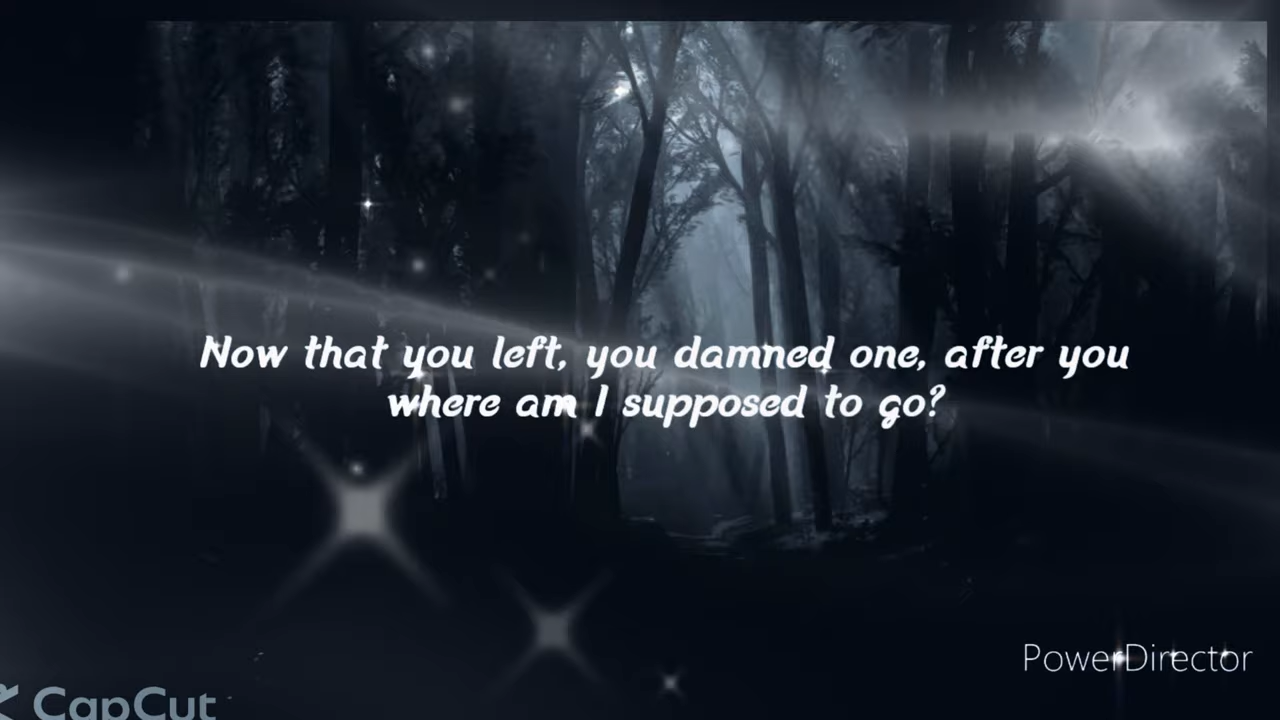 Now that you left, you damned one, after you
where am I supposed to go?
PowerDirector
CapCut